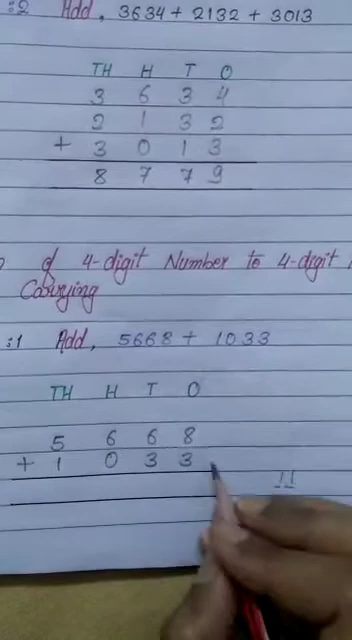 :2 Add, 3634 + 2132 + 3013
TH H T O
3 6 3 4
2 1 3 2
+ 3 0 1 3
8 7 7 9
of 4-digit Number to 4-digit
Carrying
:1 Add, 5668 + 1033
TH H T O
5 6 6 8
+ 1 0 3 3
11